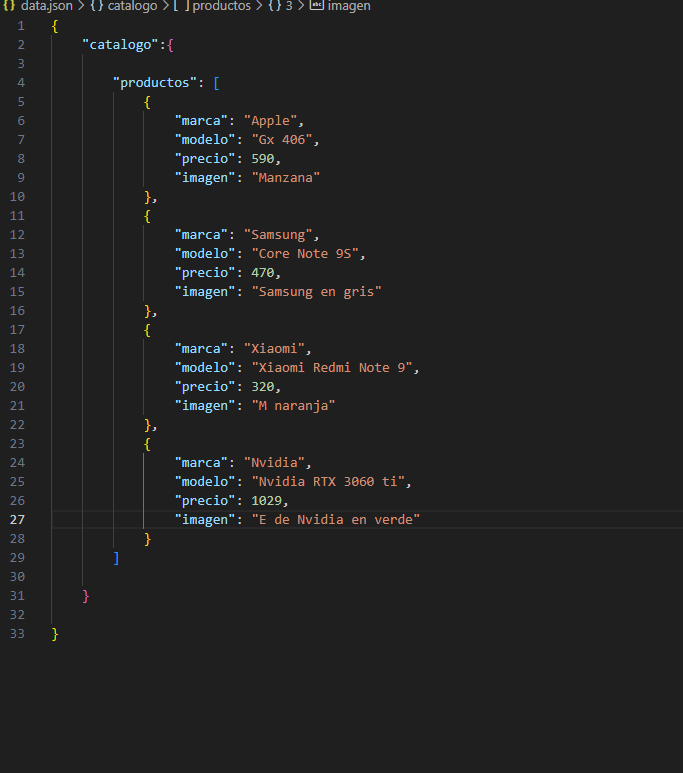 {} data.json > {} catalogo > [ ] productos > {} 3 > abc imagen
1 {
2 "catalogo":{
3
4 "productos": [
5 {
6 "marca": "Apple",
7 "modelo": "Gx 406",
8 "precio": 590,
9 "imagen": "Manzana"
10 },
11 {
12 "marca": "Samsung",
13 "modelo": "Core Note 9S",
14 "precio": 470,
15 "imagen": "Samsung en gris"
16 },
17 {
18 "marca": "Xiaomi",
19 "modelo": "Xiaomi Redmi Note 9",
20 "precio": 320,
21 "imagen": "M naranja"
22 },
23 {
24 "marca": "Nvidia",
25 "modelo": "Nvidia RTX 3060 ti",
26 "precio": 1029,
27 "imagen": "E de Nvidia en verde"
28 }
29 ]
30
31 }
32
33 }